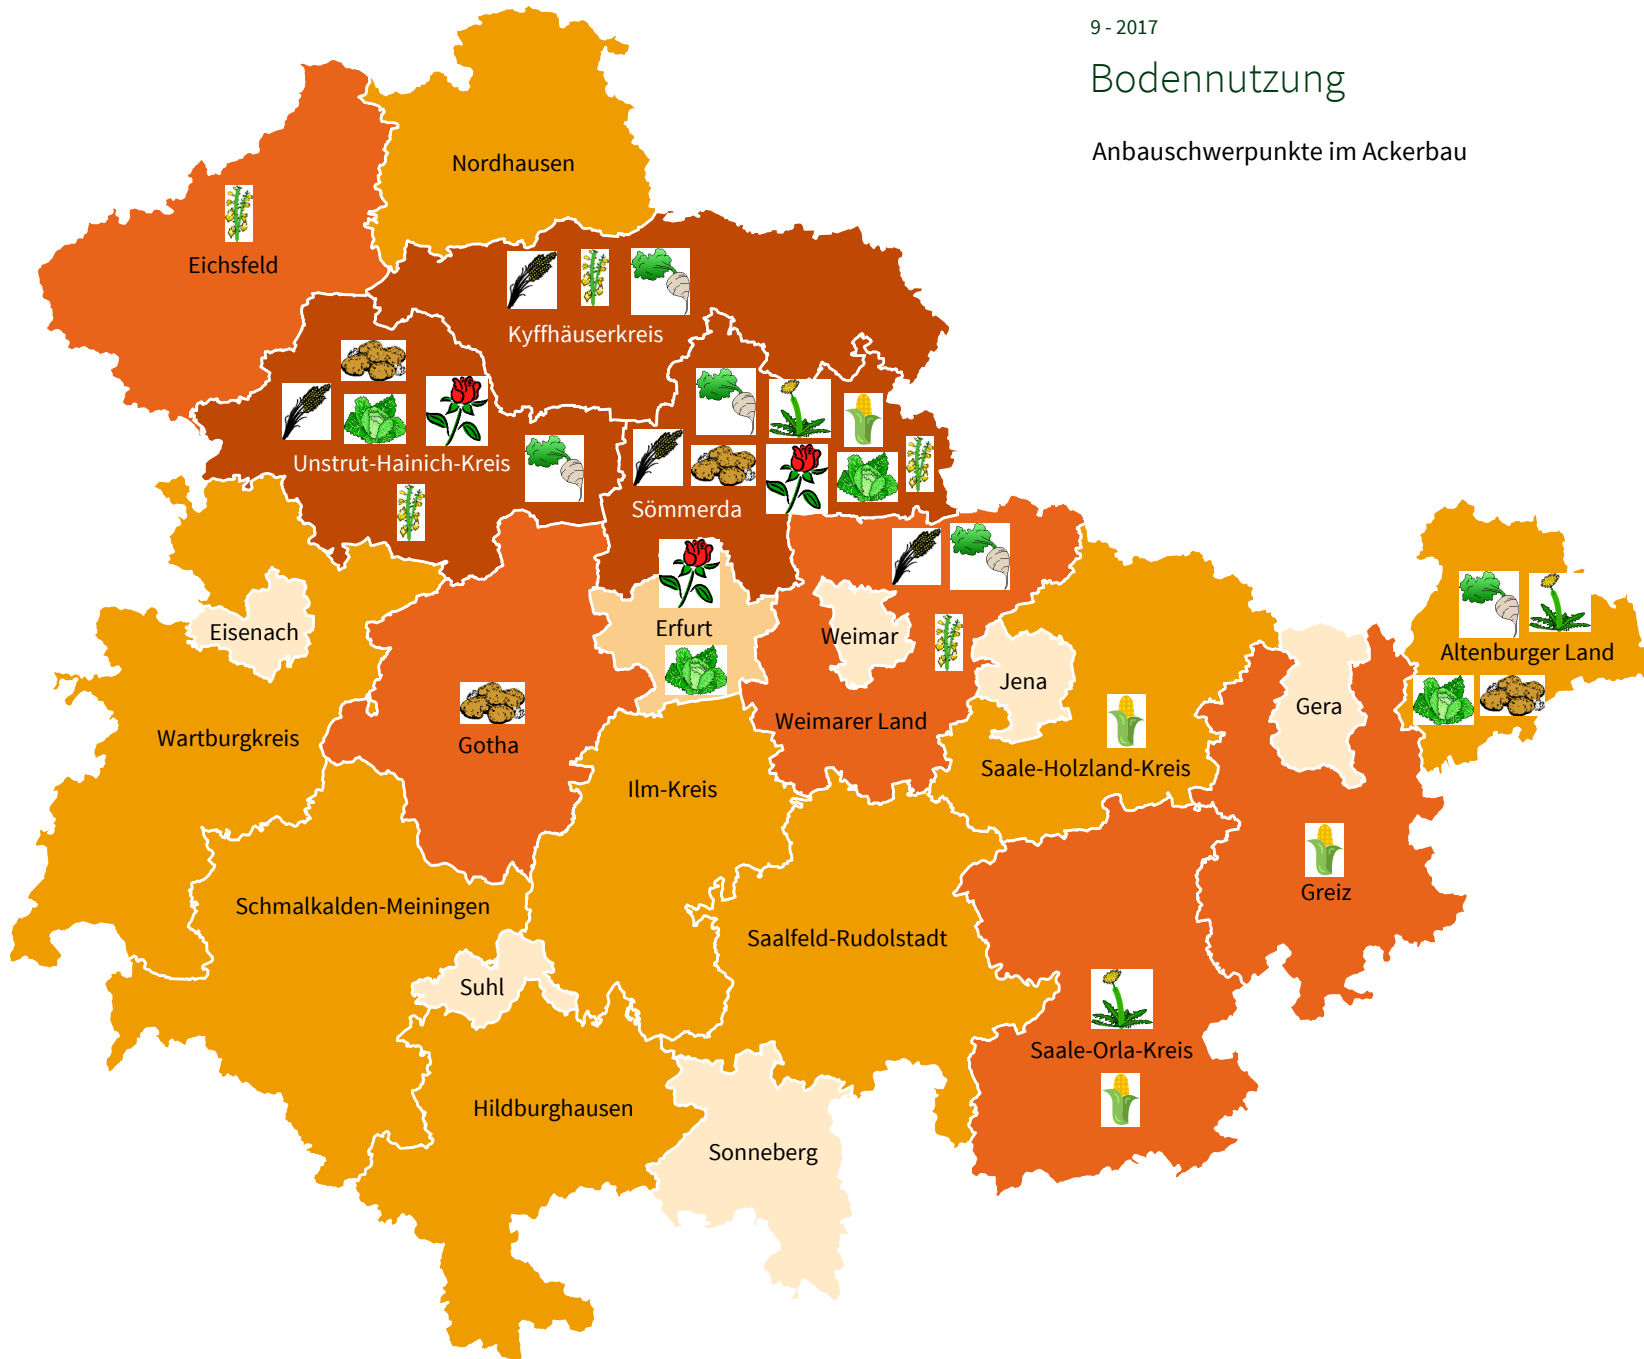 9 - 2017
Bodennutzung
Anbauschwerpunkte im Ackerbau
Nordhausen
Eichsfeld
Kyffhäuserkreis
Unstrut-Hainich-Kreis
Sömmerda
Eisenach
Erfurt
Weimar
Altenburger Land
Jena
Gera
Weimarer Land
Wartburgkreis
Gotha
Saale-Holzland-Kreis
Ilm-Kreis
Greiz
Schmalkalden-Meiningen
Saalfeld-Rudolstadt
Suhl
Saale-Orla-Kreis
Hildburghausen
Sonneberg